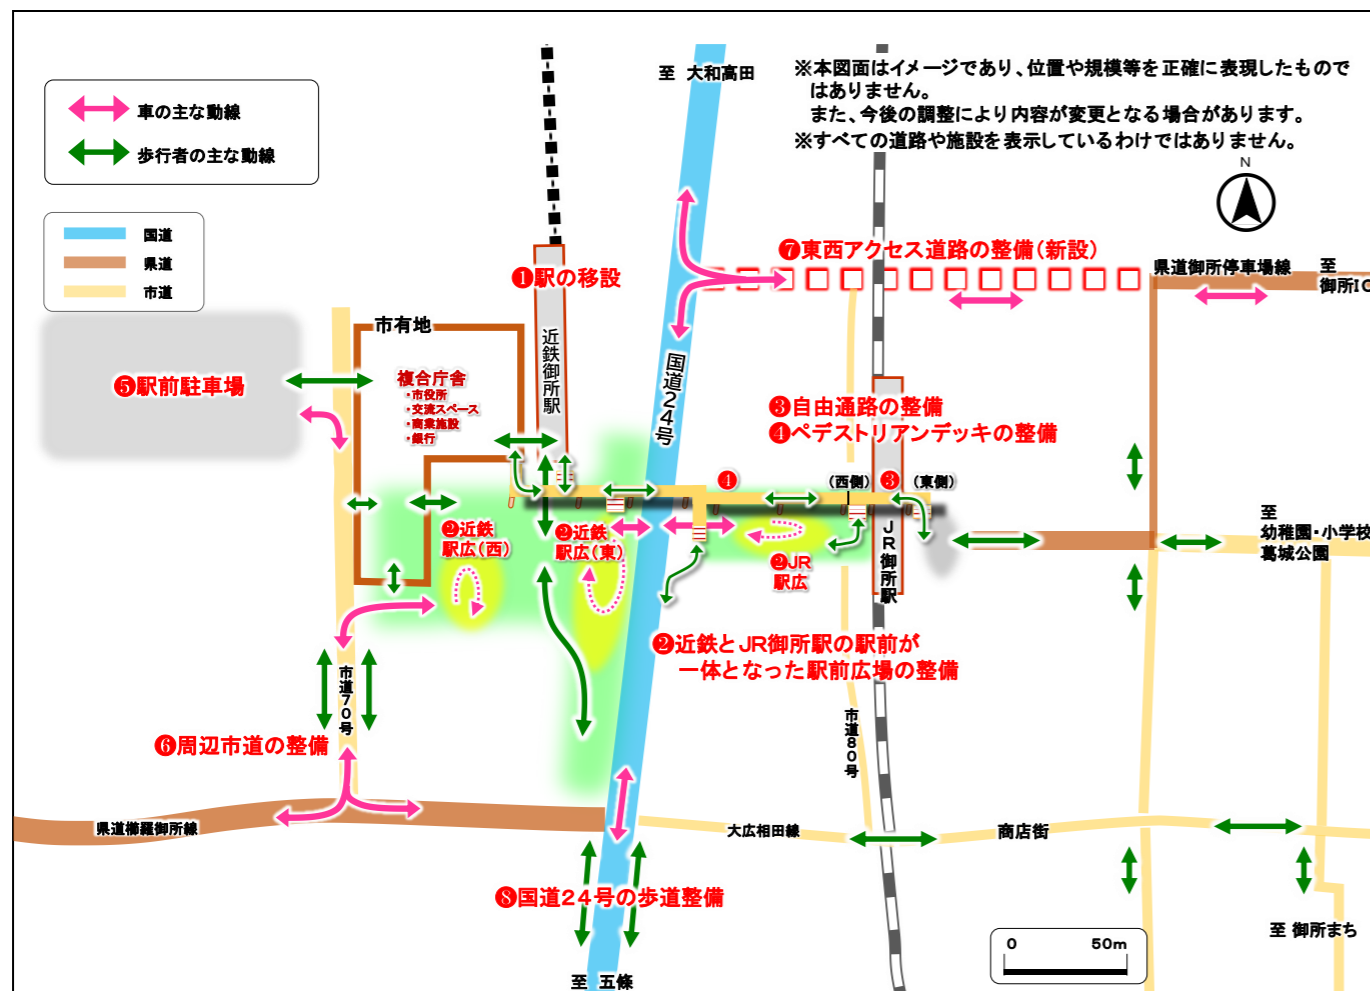 至 大和高田
※本図面はイメージであり、位置や規模等を正確に表現したもので
はありません。
また、今後の調整により内容が変更となる場合があります。
※すべての道路や施設を表示しているわけではありません。
車の主な動線
歩行者の主な動線
N
国道
県道
市道
❶駅の移設
❼東西アクセス道路の整備(新設)
県道御所停車場線
至
御所IC
市有地
近鉄御所駅
国道24号
❺駅前駐車場
複合庁舎
・市役所
・交流スペース
・商業施設
・銀行
❸自由通路の整備
❹ペデストリアンデッキの整備
❹
(西側)
❸
(東側)
❷近鉄
駅広(西)
❷近鉄
駅広(東)
❷JR
駅広
JR御所駅
至
幼稚園・小学校
葛城公園
❷近鉄とJR御所駅の駅前が
一体となった駅前広場の整備
市道70号
市道80号
❻周辺市道の整備
県道櫛羅御所線
大広相田線
商店街
❽国道24号の歩道整備
至 御所まち
0 50m
至 五條